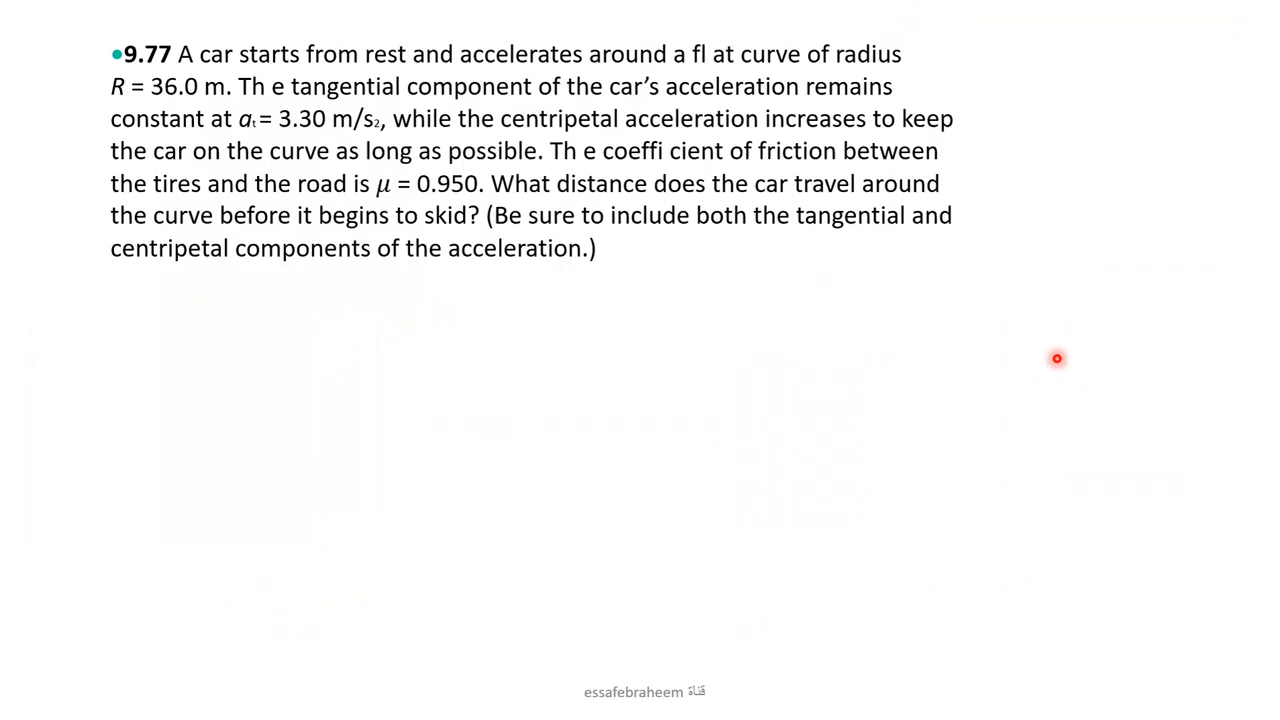 •9.77 A car starts from rest and accelerates around a fl at curve of radius
R = 36.0 m. Th e tangential component of the car’s acceleration remains
constant at aₜ= 3.30 m/s₂, while the centripetal acceleration increases to keep
the car on the curve as long as possible. Th e coeffi cient of friction between
the tires and the road is μ = 0.950. What distance does the car travel around
the curve before it begins to skid? (Be sure to include both the tangential and
centripetal components of the acceleration.)
essafebraheem قناة